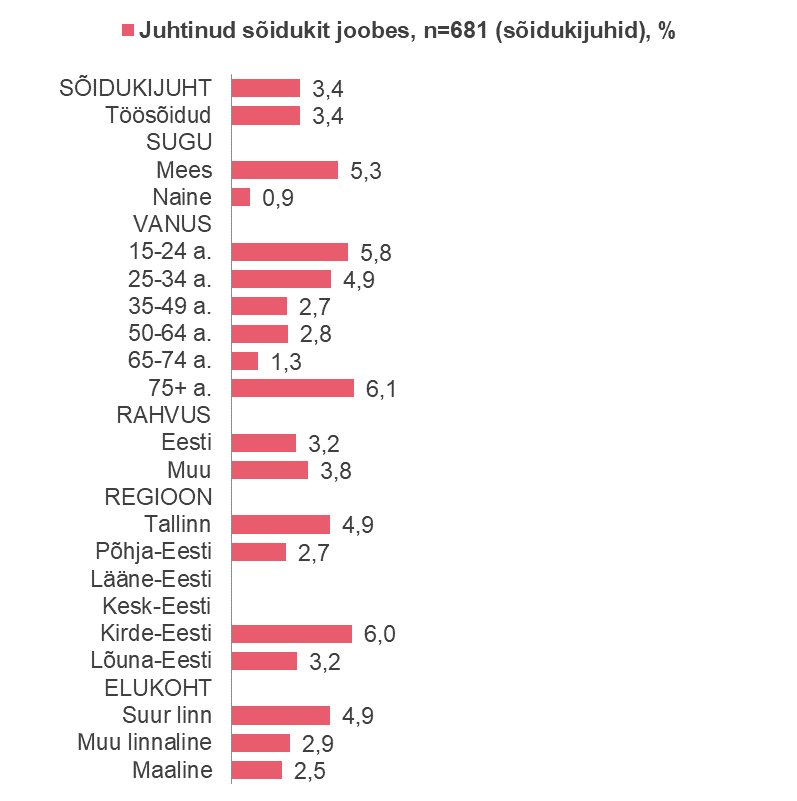 Juhtinud sõidukit joobes, n=681 (sõidukijuhid), %
SÕIDUKIJUHT 3,4
Töösõidud 3,4
SUGU
Mees 5,3
Naine 0,9
VANUS
15-24 a. 5,8
25-34 a. 4,9
35-49 a. 2,7
50-64 a. 2,8
65-74 a. 1,3
75+ a. 6,1
RAHVUS
Eesti 3,2
Muu 3,8
REGIOON
Tallinn 4,9
Põhja-Eesti 2,7
Lääne-Eesti
Kesk-Eesti
Kirde-Eesti 6,0
Lõuna-Eesti 3,2
ELUKOHT
Suur linn 4,9
Muu linnaline 2,9
Maaline 2,5